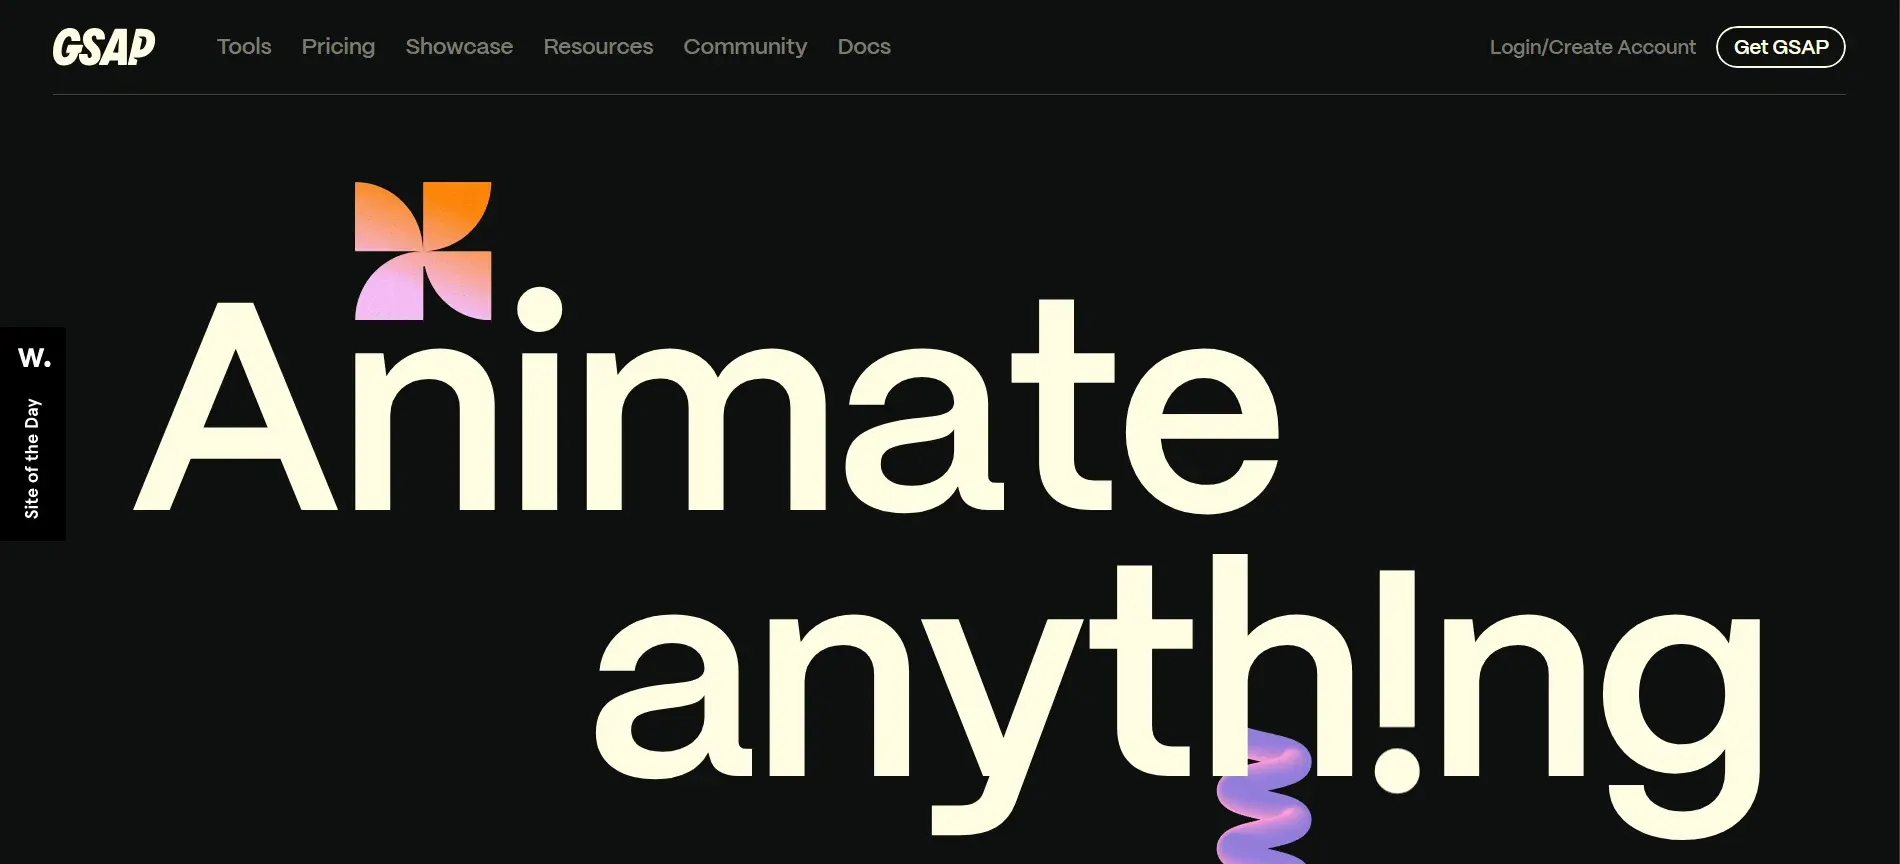 GSAP Tools Pricing Showcase Resources Community Docs Login/Create Account Get GSAP
Animate
anyth!ng
W.
Site of the Day